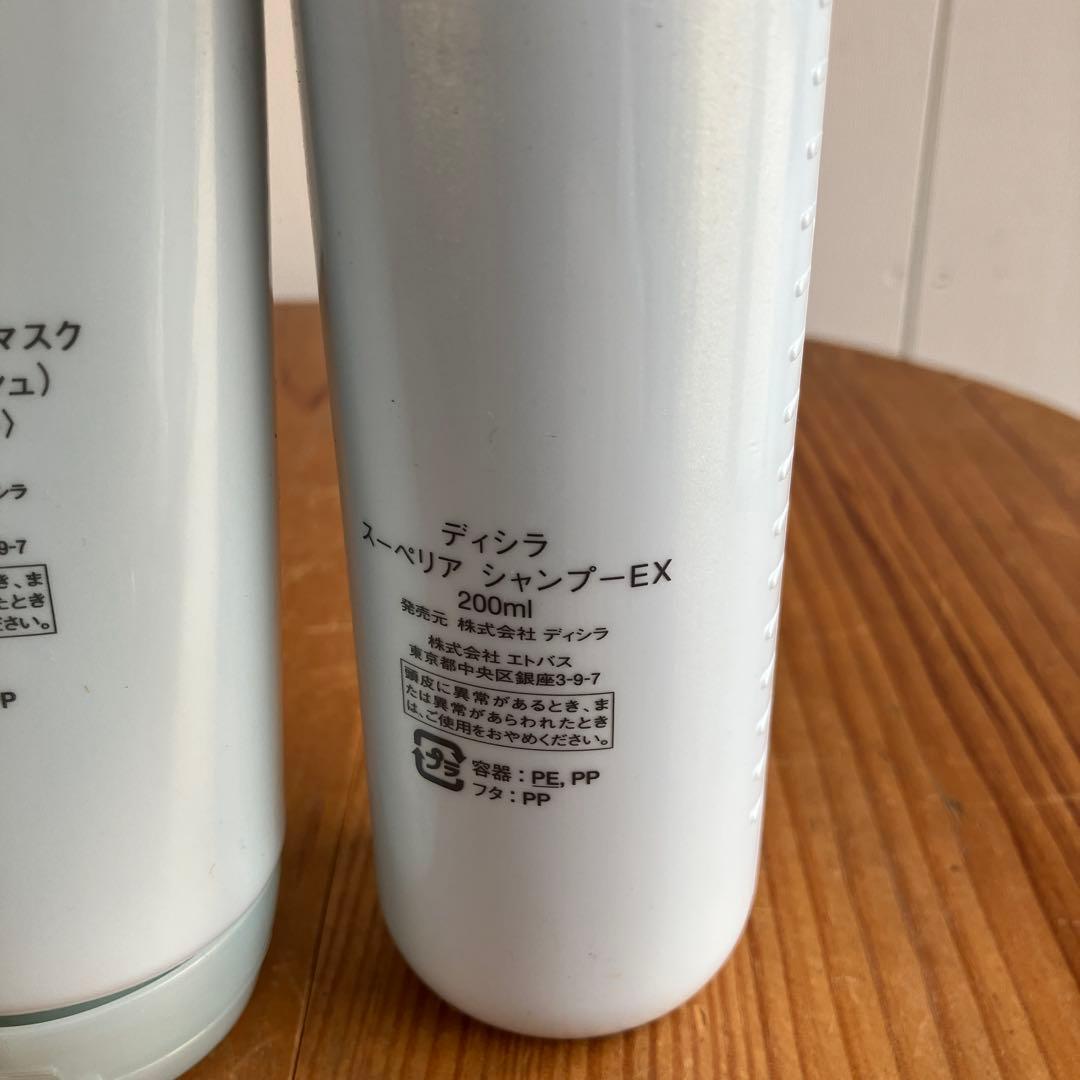 マスク
シュ)
〉
シラ
9-7
き、ま
たとき
ださい。
PP
ディシラ
スーペリア シャンプーEX
200ml
発売元 株式会社 ディシラ
株式会社 エトバス
東京都中央区銀座3-9-7
頭皮に異常があるとき、ま
たは異常があらわれたとき
は、ご使用をおやめください。
プラ
容器:PE, PP
フタ:PP